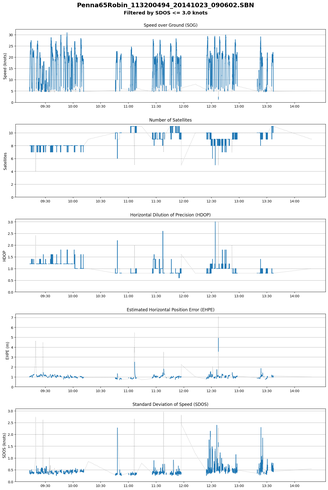 Penna65Robin_113200494_20141023_090602.SBN
Filtered by SDOS <= 3.0 knots
Speed over Ground (SOG)
Speed (knots)
30
25
20
15
10
5
0
09:30 10:00 10:30 11:00 11:30 12:00 12:30 13:00 13:30 14:00
Number of Satellites
Satellites
10
8
6
4
2
0
09:30 10:00 10:30 11:00 11:30 12:00 12:30 13:00 13:30 14:00
Horizontal Dilution of Precision (HDOP)
HDOP
3.0
2.5
2.0
1.5
1.0
0.5
0.0
09:30 10:00 10:30 11:00 11:30 12:00 12:30 13:00 13:30 14:00
Estimated Horizontal Position Error (EHPE)
EHPE (m)
7
6
5
4
3
2
1
0
09:30 10:00 10:30 11:00 11:30 12:00 12:30 13:00 13:30 14:00
Standard Deviation of Speed (SDOS)
SDOS (knots)
3.0
2.5
2.0
1.5
1.0
0.5
0.0
09:30 10:00 10:30 11:00 11:30 12:00 12:30 13:00 13:30 14:00